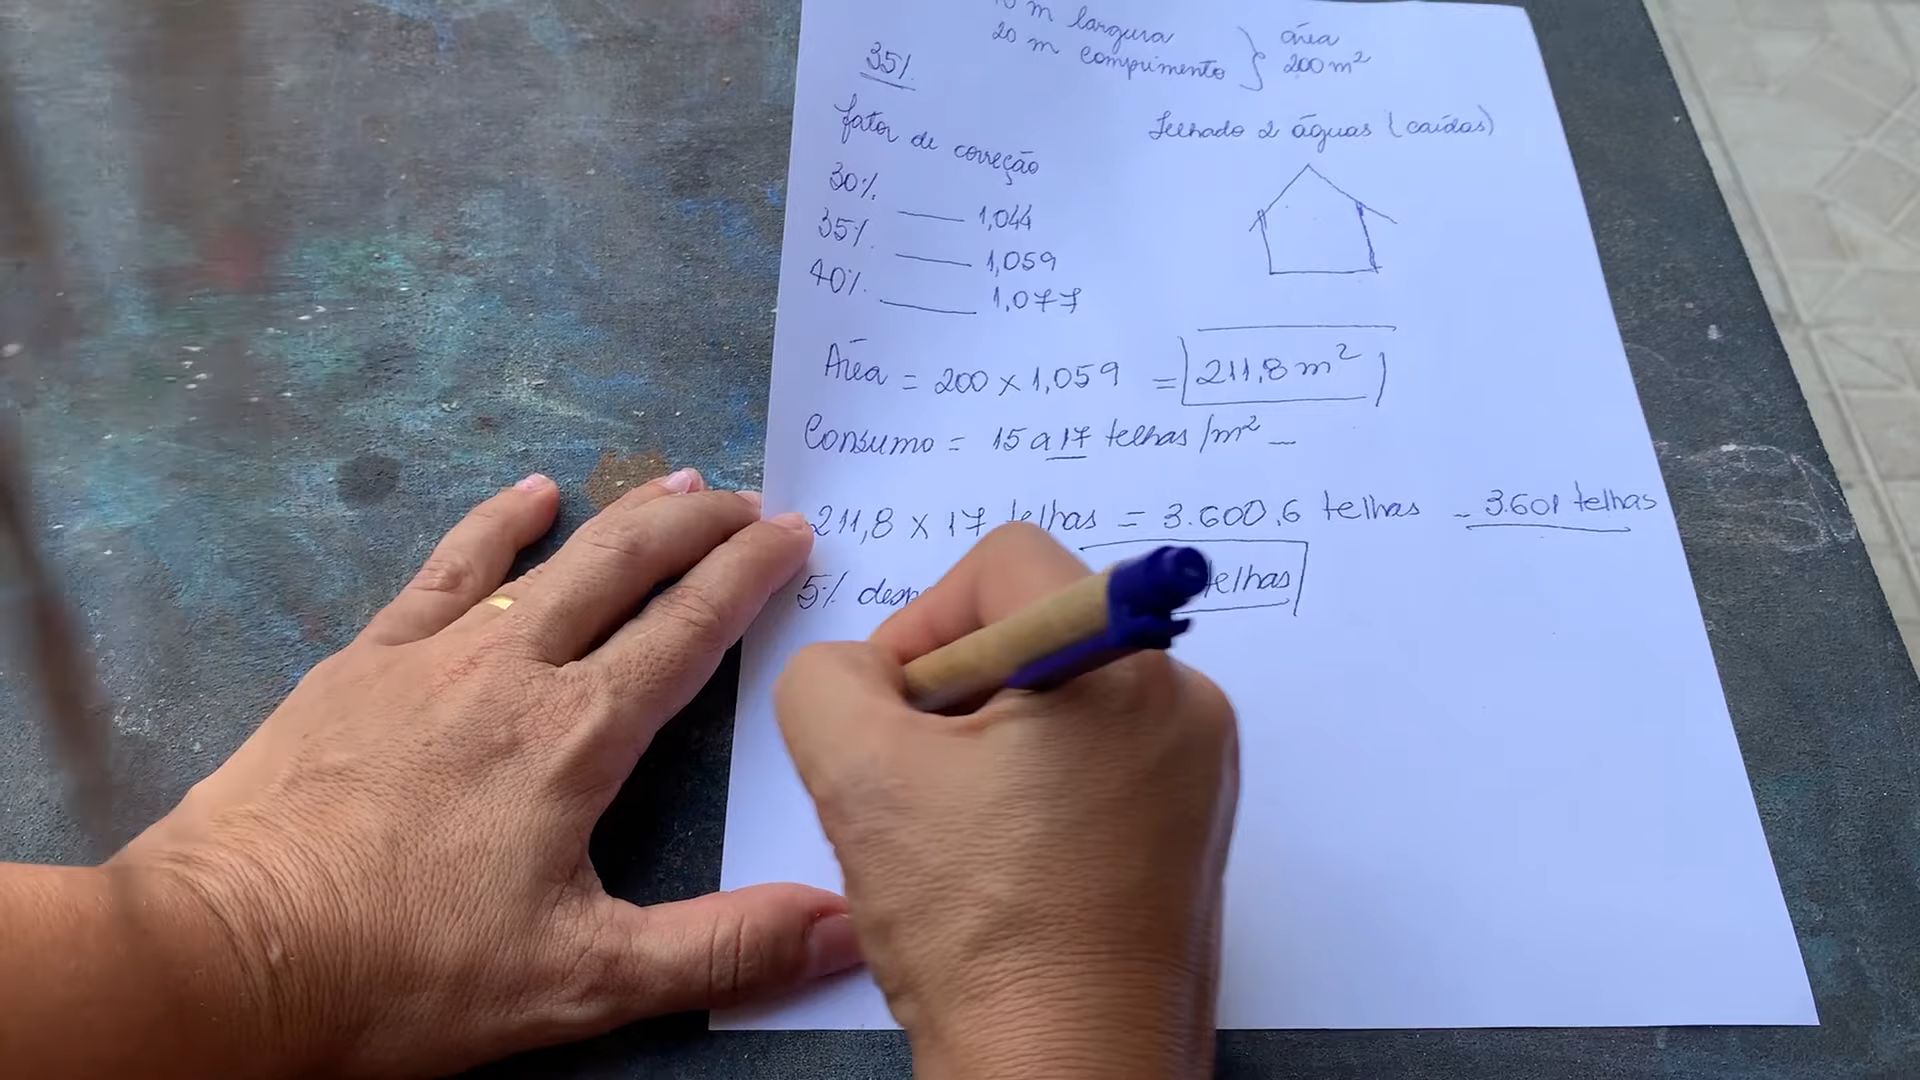 m largura
20 m comprimento
área
200 m²
35%
fator de correção
30% 1,044
35% 1,059
40% 1,077
Telhado 2 águas (caídas)
Área = 200 x 1,059 = 211,8 m²
Consumo = 15 a 17 telhas/m²
211,8 x 17 telhas = 3.600,6 telhas - 3.601 telhas
5% telhas